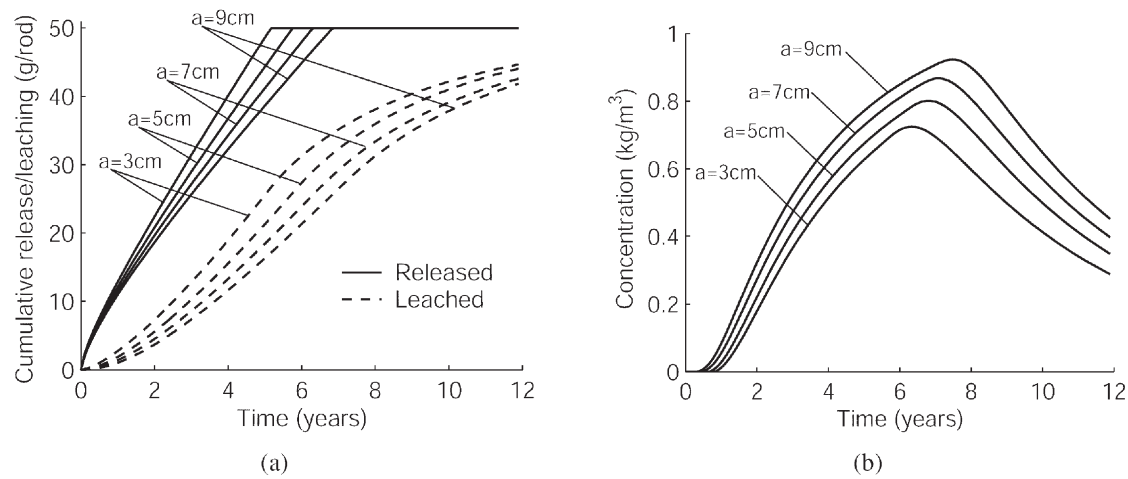 Cumulative release/leaching (g/rod)
50
40
30
20
10
0
a=9cm
a=7cm
a=5cm
a=3cm
Released
Leached
0 2 4 6 8 10 12
Time (years)
(a)
Concentration (kg/m³)
1
0.8
0.6
0.4
0.2
0
a=9cm
a=7cm
a=5cm
a=3cm
0 2 4 6 8 10 12
Time (years)
(b)